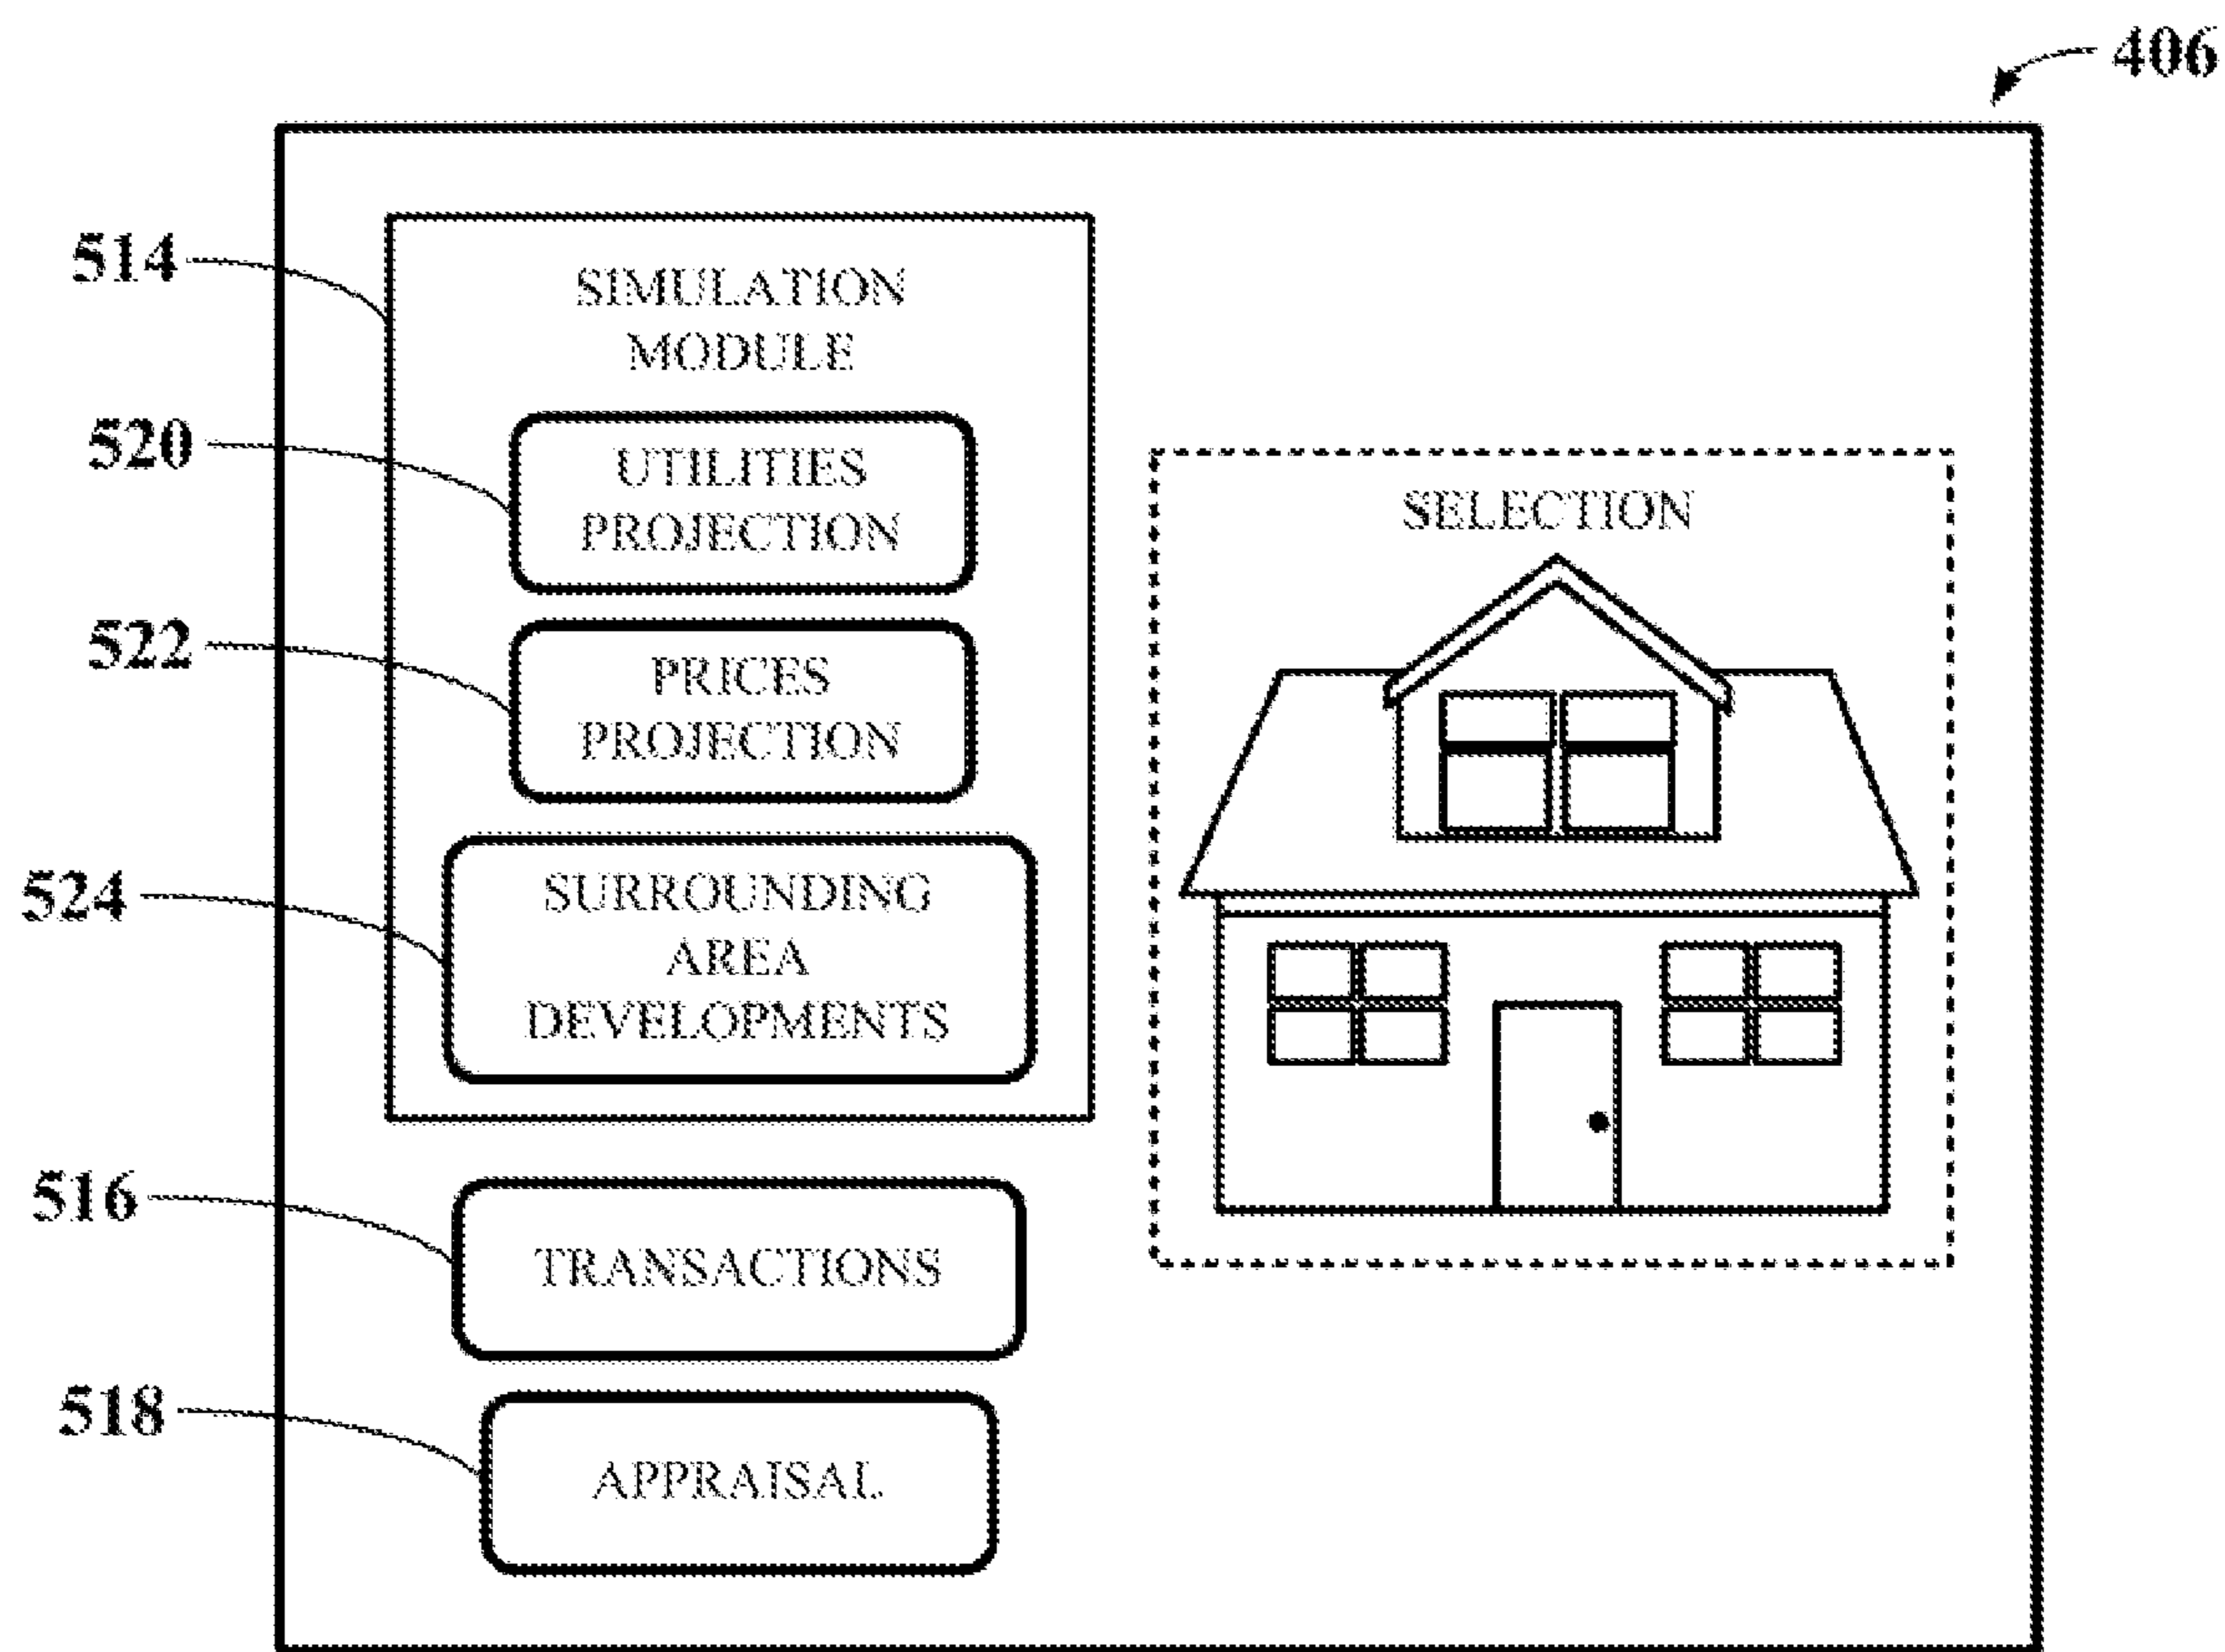 406
514
SIMULATION
MODULE
520
UTILITIES
PROJECTION
522
PRICES
PROJECTION
524
SURROUNDING
AREA
DEVELOPMENTS
516
TRANSACTIONS
518
APPRAISAL
SELECTION